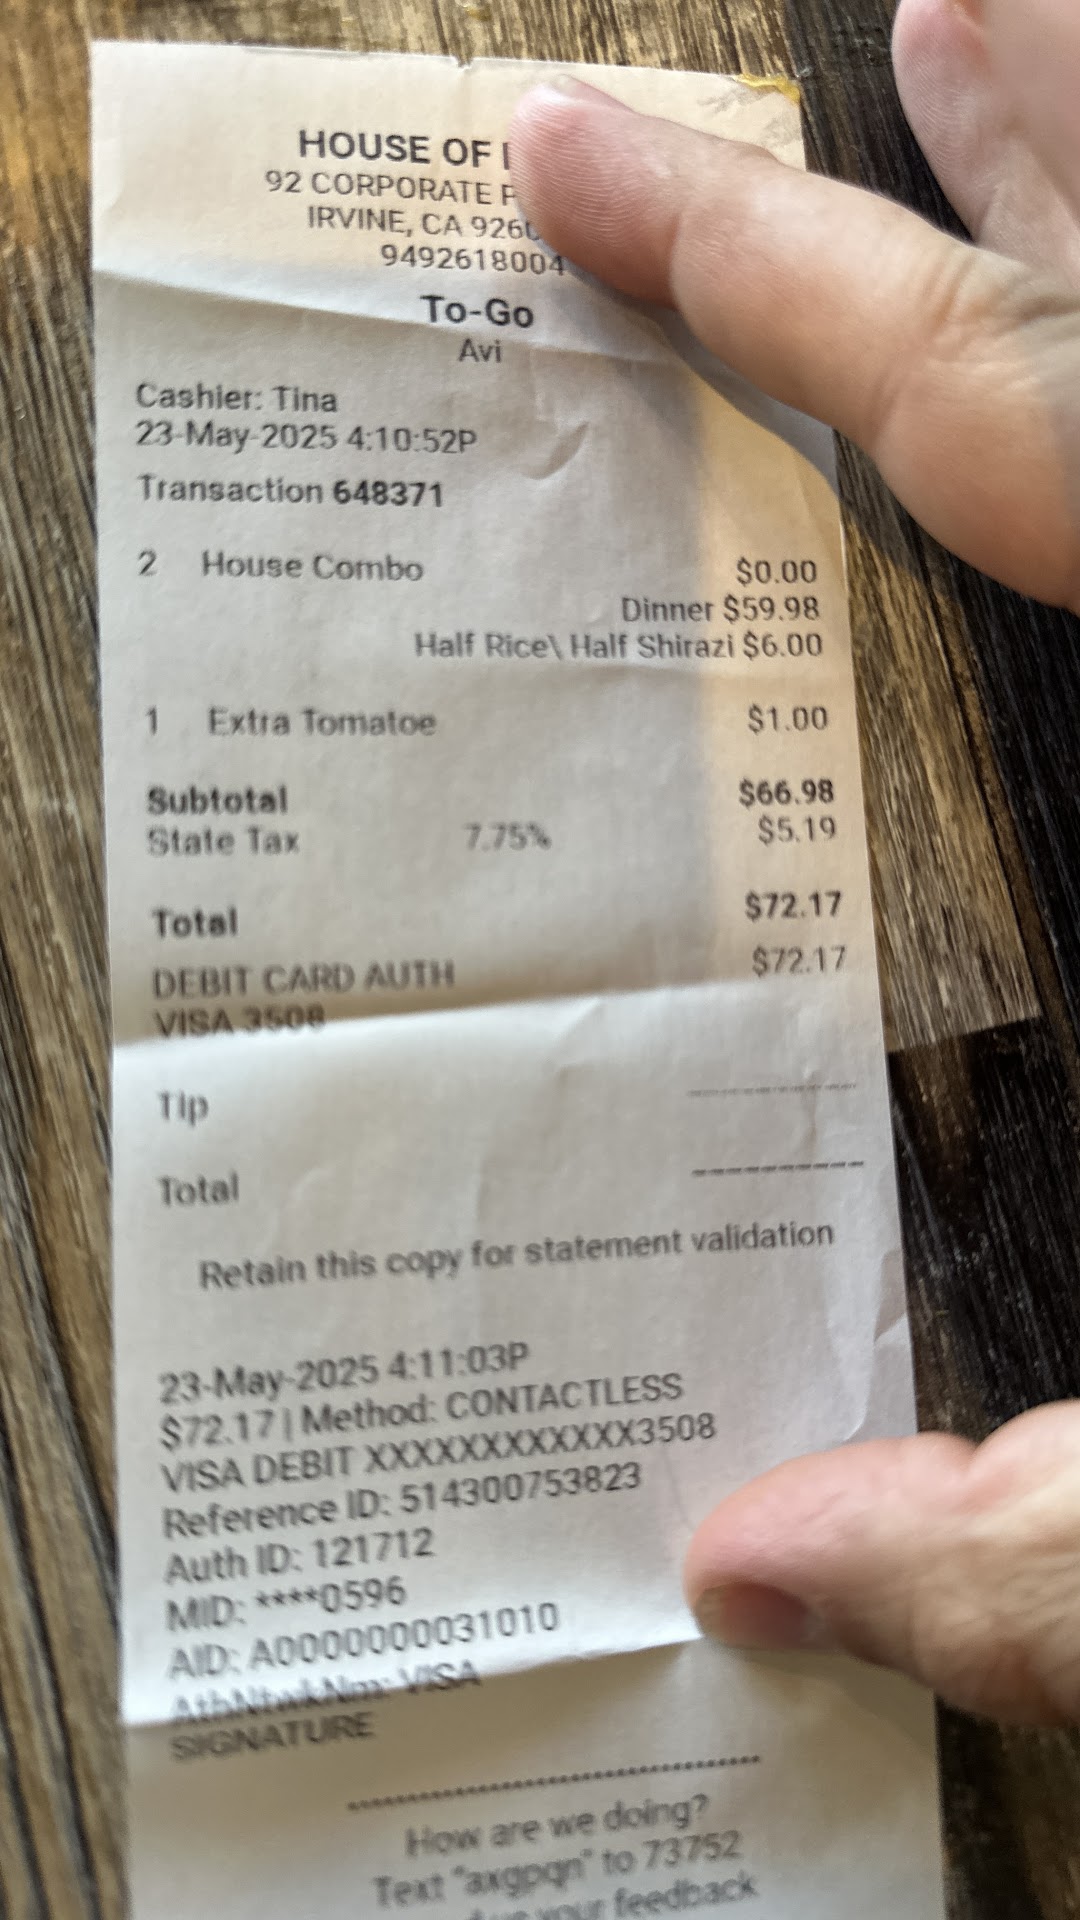 HOUSE OF
92 CORPORATE
IRVINE, CA
9492618004
To-Go
Avi
Cashier: Tina
23-May-2025 4:10:52P
Transaction 648371
2 House Combo $0.00
Dinner $59.98
Half Rice\ Half Shirazi $6.00
1 Extra Tomatoe $1.00
Subtotal $66.98
State Tax 7.75% $5.19
Total $72.17
DEBIT CARD AUTH $72.17
VISA 3508
Tip
Total
Retain this copy for statement validation
23-May-2025 4:11:03P
$72.17 | Method: CONTACTLESS
VISA DEBIT XXXXXXXXXXXX3508
Reference ID: 514300753823
Auth ID: 121712
MID: ****0596
AID: A0000000031010
AthNtwkNm: VISA
SIGNATURE
How are we doing?
Text "axgpqn" to 73752
your feedback